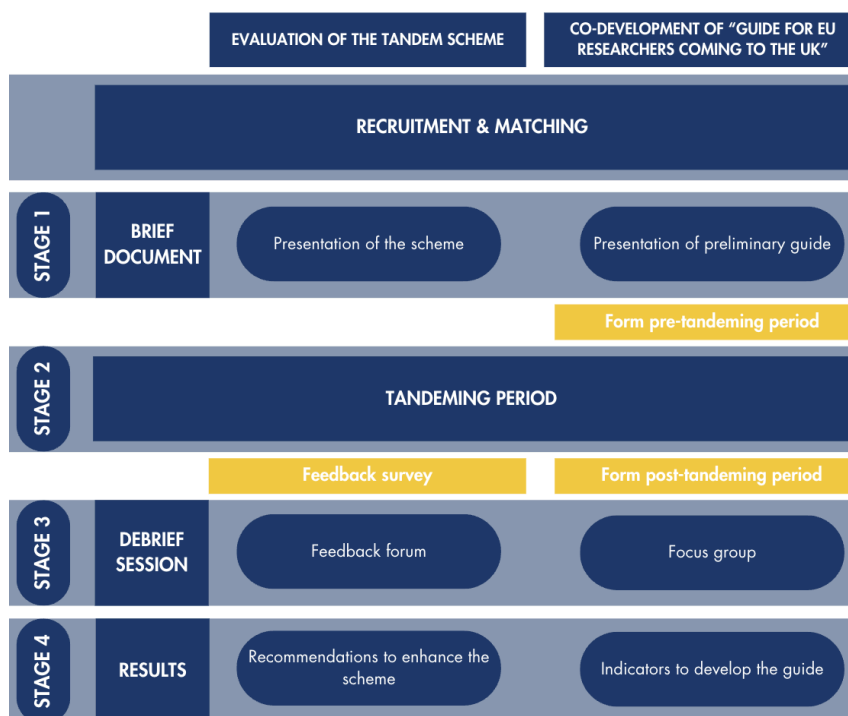 EVALUATION OF THE TANDEM SCHEME
CO-DEVELOPMENT OF “GUIDE FOR EU
RESEARCHERS COMING TO THE UK”
RECRUITMENT & MATCHING
STAGE 1
BRIEF
DOCUMENT
Presentation of the scheme
Presentation of preliminary guide
Form pre-tandeming period
STAGE 2
TANDEMING PERIOD
Feedback survey
Form post-tandeming period
STAGE 3
DEBRIEF
SESSION
Feedback forum
Focus group
STAGE 4
RESULTS
Recommendations to enhance the
scheme
Indicators to develop the guide